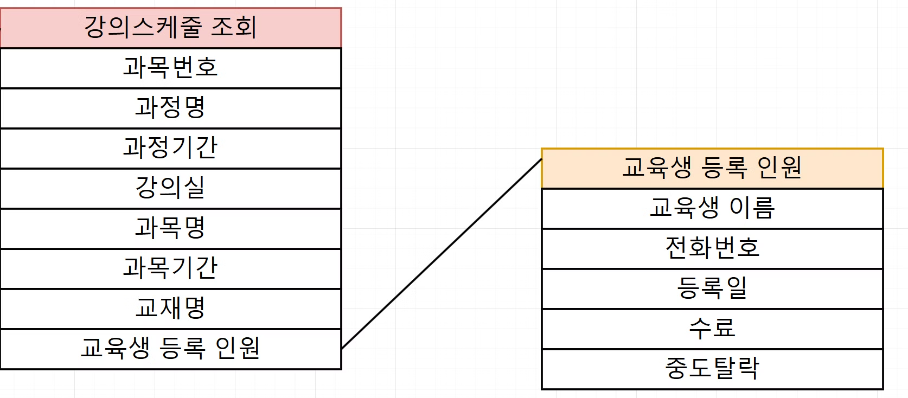 강의스케줄 조회
과목번호
과정명
과정기간
강의실
과목명
과목기간
교재명
교육생 등록 인원
교육생 등록 인원
교육생 이름
전화번호
등록일
수료
중도탈락